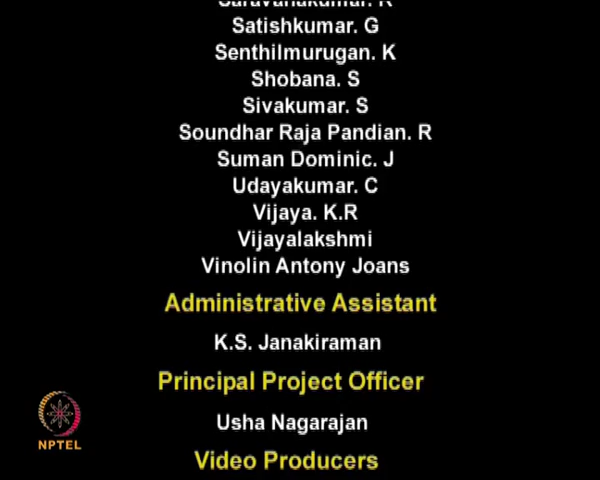 Satishkumar. G
Senthilmurugan. K
Shobana. S
Sivakumar. S
Soundhar Raja Pandian. R
Suman Dominic. J
Udayakumar. C
Vijaya. K.R
Vijayalakshmi
Vinolin Antony Joans
Administrative Assistant
K.S. Janakiraman
Principal Project Officer
Usha Nagarajan
Video Producers
NPTEL